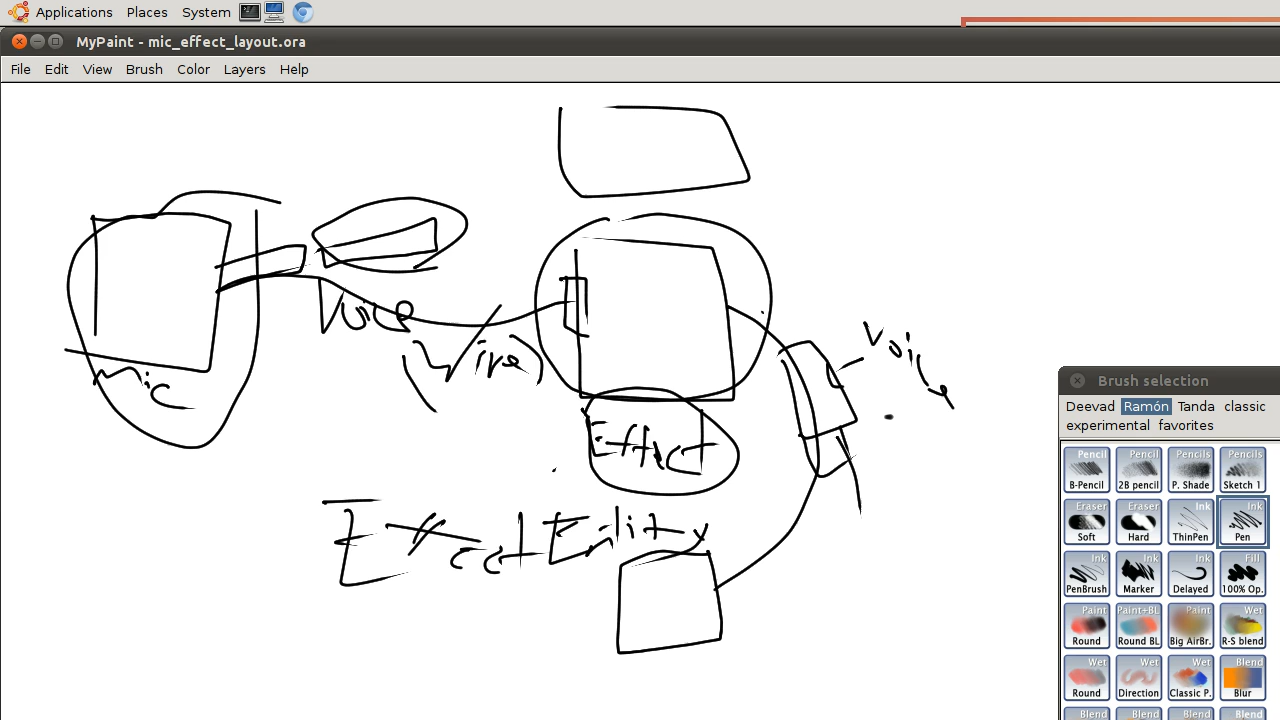 Applications Places System
MyPaint - mic_effect_layout.ora
File Edit View Brush Color Layers Help
Voice
(Wire)
Mic
Effect
Voice
Effect Entity
Brush selection
Deevad Ramón Tanda classic
experimental favorites
Pencil Pencils Pencils Pencils
B-Pencil 2B pencil P. Shade Sketch 1
Eraser Eraser Ink Ink
Soft Hard ThinPen Pen
Ink Ink Ink Fill
PenBrush Marker Delayed 100% Op.
Paint Paint+BL Paint Wet
Round Round BL Big AirBr. R-S blend
Wet Wet Wet Blend
Round Direction Classic P. Blur
Blend Blend Blend Blend